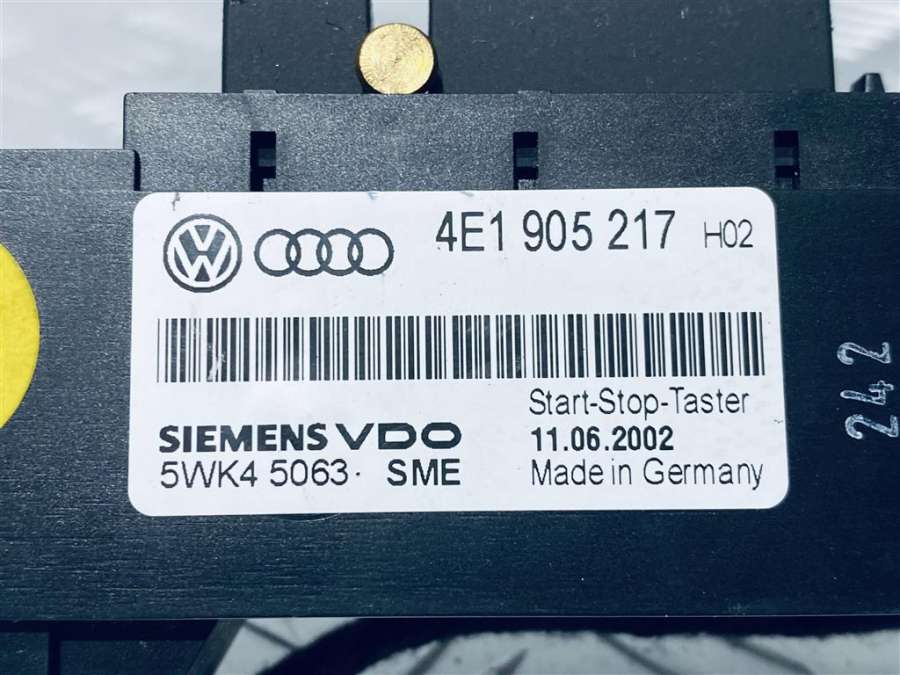 4E1 905 217 H02
Start-Stop-Taster
SIEMENS VDO 11.06.2002
5WK4 5063· SME Made in Germany
242